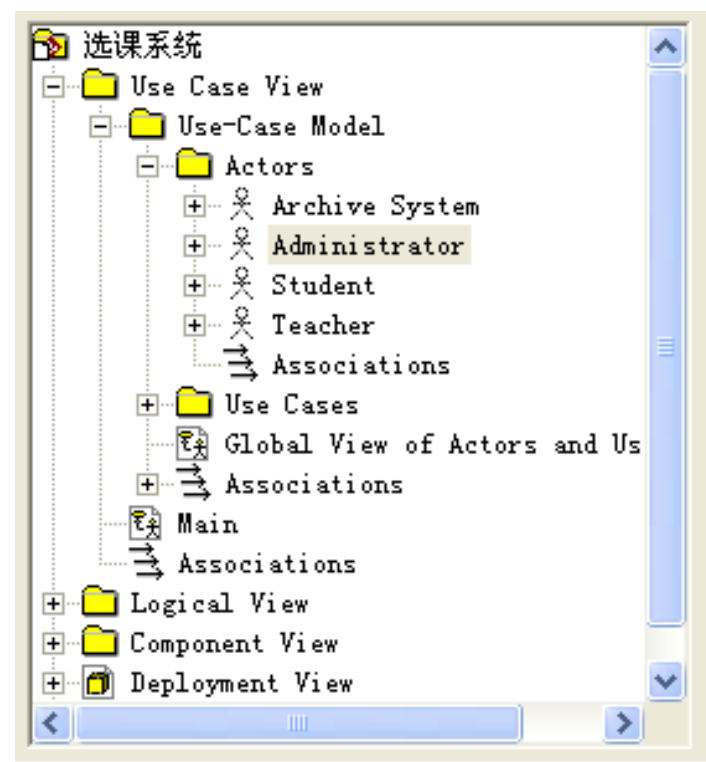 选课系统
Use Case View
Use-Case Model
Actors
Archive System
Administrator
Student
Teacher
Associations
Use Cases
Global View of Actors and Us
Associations
Main
Associations
Logical View
Component View
Deployment View